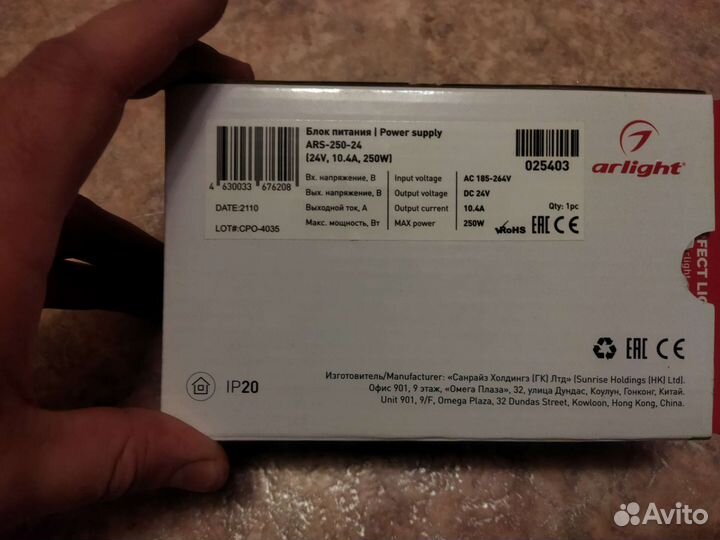 Блок питания | Power supply
ARS-250-24
(24V, 10.4A, 250W)
4 630033 676208
DATE:2110
LOT#:CPO-4035
Вх. напряжение, В Input voltage AC 185-264V
Вых. напряжение, В Output voltage DC 24V
Выходной ток, А Output current 10.4A
Макс. мощность, Вт MAX power 250W
025403
Qty: 1pc
RoHS EAC CE
arlight
FECT LIG
arligh
EAC CE
IP20
Изготовитель/Manufacturer: «Санрайз Холдингз (ГК) Лтд» (Sunrise Holdings (HK) Ltd).
Офис 901, 9 этаж, «Омега Плаза», 32, улица Дундас, Коулун, Гонконг, Китай.
Unit 901, 9/F, Omega Plaza, 32 Dundas Street, Kowloon, Hong Kong, China.
Avito